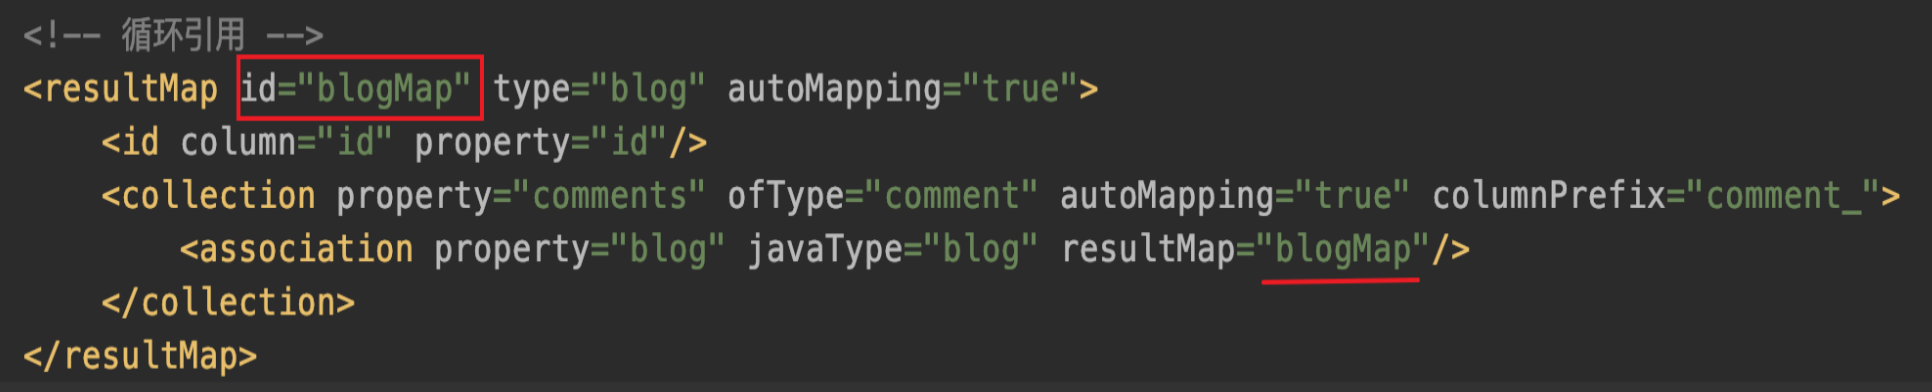 <!-- 循环引用 -->
<resultMap id="blogMap" type="blog" autoMapping="true">
    <id column="id" property="id"/>
    <collection property="comments" ofType="comment" autoMapping="true" columnPrefix="comment_">
        <association property="blog" javaType="blog" resultMap="blogMap"/>
    </collection>
</resultMap>